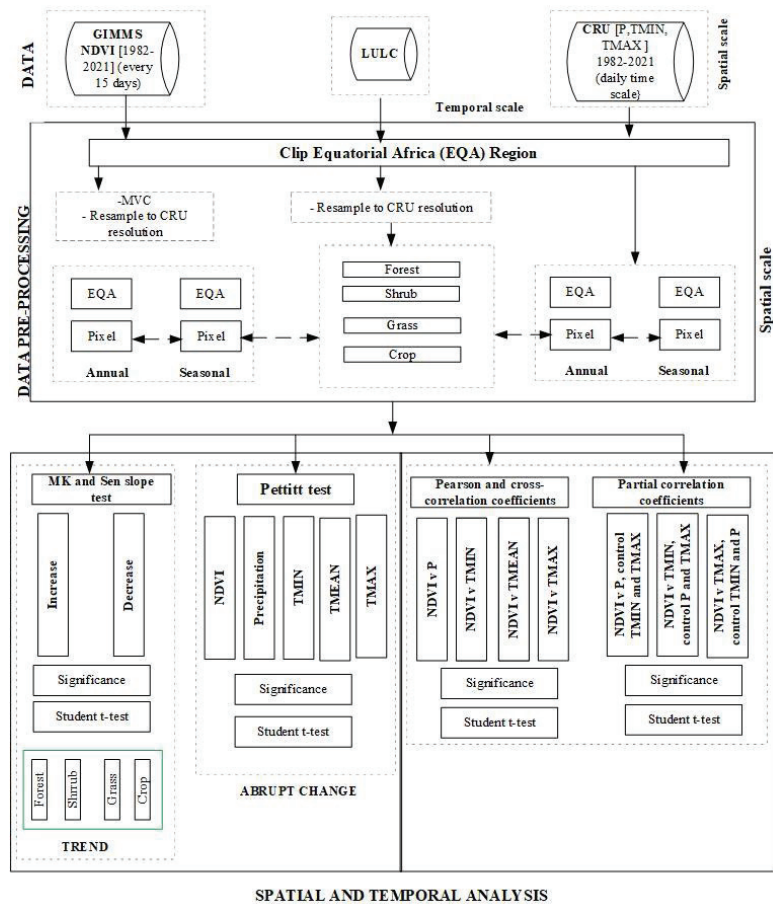 DATA
GIMMS
NDVI [1982-
2021] (every
15 days)
LULC
CRU [P,TMIN,
TMAX ]
1982-2021
(daily time
scale}
Spatial scale
Temporal scale
DATA PRE-PROCESSING
Clip Equatorial Africa (EQA) Region
-MVC
- Resample to CRU
resolution
- Resample to CRU resolution
Forest
Shrub
Grass
Crop
EQA
EQA
Pixel
Pixel
Annual
Seasonal
EQA
EQA
Pixel
Pixel
Annual
Seasonal
Spatial scale
MK and Sen slope
test
Increase
Decrease
Significance
Student t-test
Forest
Shrrub
Grass
Crop
TREND
Pettitt test
NDVI
Precipitation
TMIN
TMEAN
TMAX
Significance
Student t-test
ABRUPT CHANGE
Pearson and cross-
correlation coefficients
NDVI v P
NDVI v TMIN
NDVI v TMEAN
NDVI v TMAX
Significance
Student t-test
Partial correlation
coefficients
NDVI v P, control
TMIN and TMAX
NDVI v TMIN,
control P and TMAX
NDVI v TMAX,
control TMIN and P
Significance
Student t-test
SPATIAL AND TEMPORAL ANALYSIS